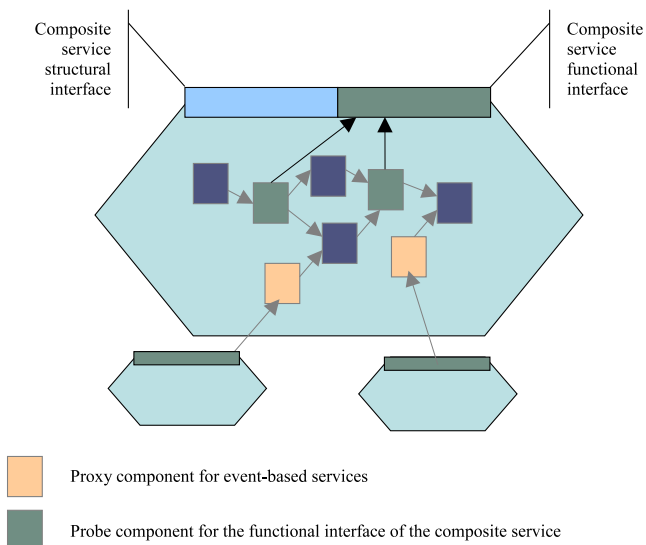 Composite
service
structural
interface
Composite
service
functional
interface
Proxy component for event-based services
Probe component for the functional interface of the composite service